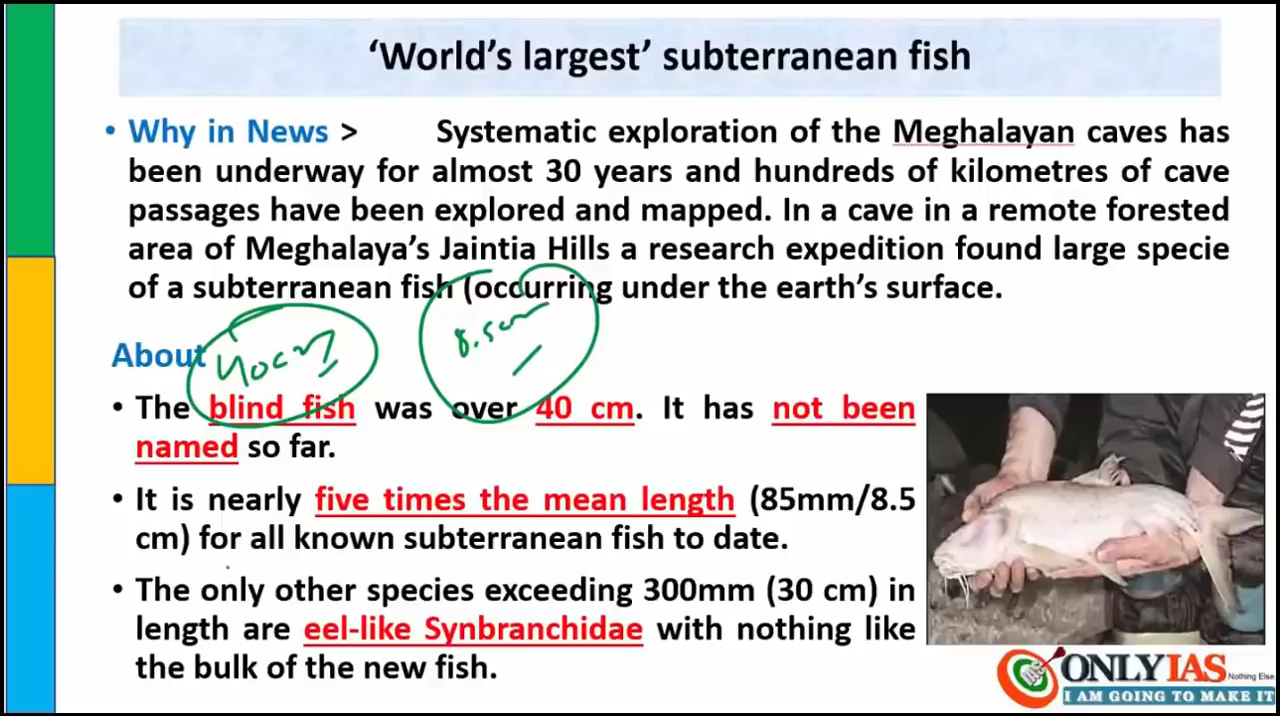 ‘World’s largest’ subterranean fish
• Why in News > Systematic exploration of the Meghalayan caves has
been underway for almost 30 years and hundreds of kilometres of cave
passages have been explored and mapped. In a cave in a remote forested
area of Meghalaya’s Jaintia Hills a research expedition found large specie
of a subterranean fish (occurring under the earth’s surface.
40cm
8.5cm
About
• The blind fish was over 40 cm. It has not been
named so far.
• It is nearly five times the mean length (85mm/8.5
cm) for all known subterranean fish to date.
• The only other species exceeding 300mm (30 cm) in
length are eel-like Synbranchidae with nothing like
the bulk of the new fish.
ONLYIAS
Nothing Else
I AM GOING TO MAKE IT